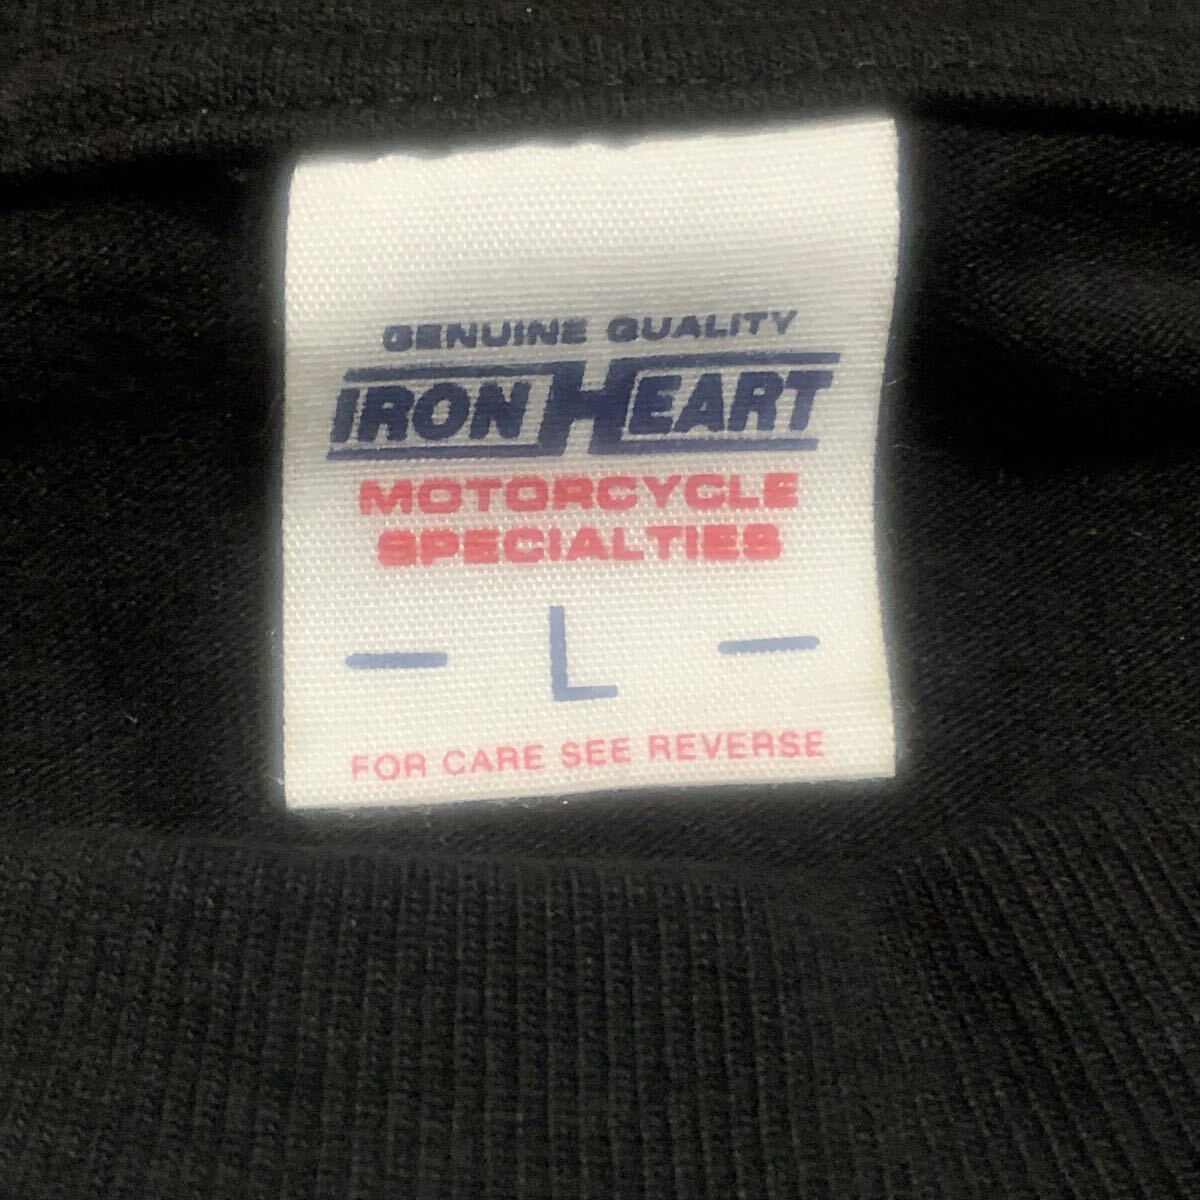 GENUINE QUALITY
IRON HEART
MOTORCYCLE
SPECIALTIES
- L -
FOR CARE SEE REVERSE